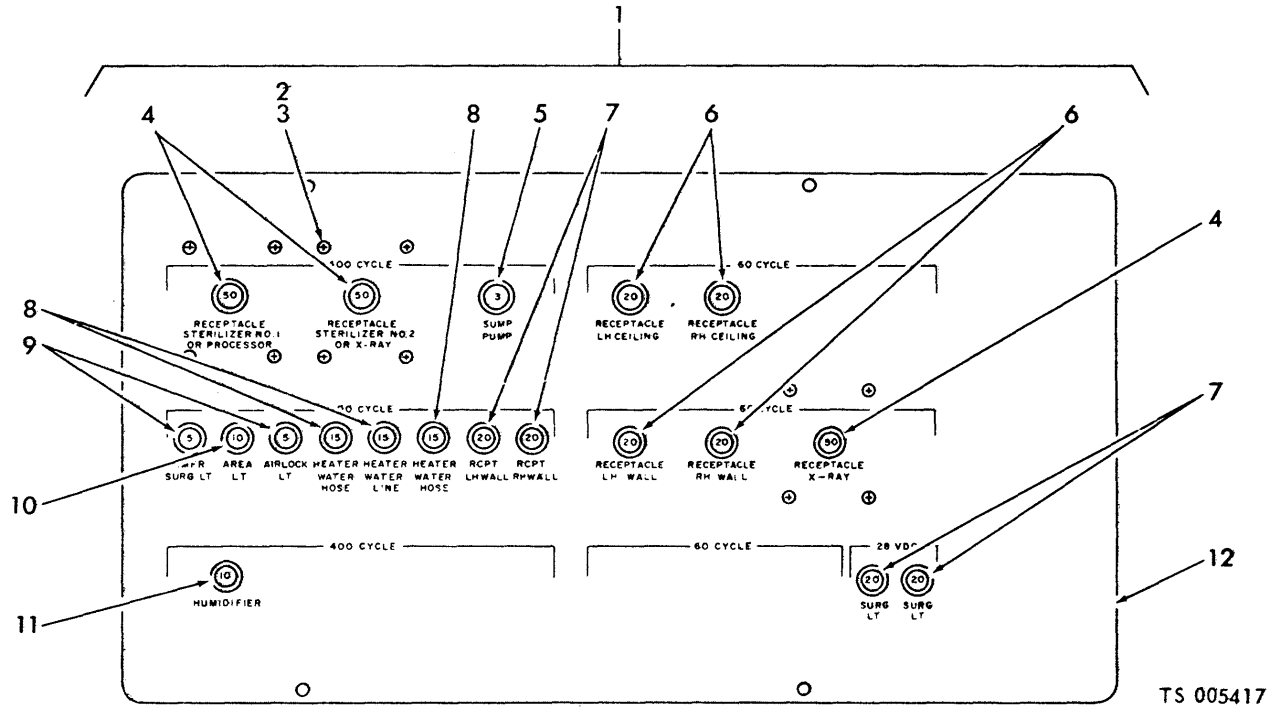 1
2
3
4
8
5
7
6
6
4
400 CYCLE
60 CYCLE
50
50
3
20
20
RECEPTACLE
STERILIZER NO.1
OR PROCESSOR
RECEPTACLE
STERILIZER NO.2
OR X-RAY
SUMP
PUMP
RECEPTACLE
LH CEILING
RECEPTACLE
RH CEILING
8
9
CYCLE
CYCLE
7
5
10
5
15
15
15
20
20
20
20
50
SURG LT
AREA
LT
AIRLOCK
LT
HEATER
WATER
HOSE
HEATER
WATER
LINE
HEATER
WATER
HOSE
RCPT
LH WALL
RCPT
RH WALL
RECEPTACLE
LH WALL
RECEPTACLE
RH WALL
RECEPTACLE
X-RAY
10
400 CYCLE
60 CYCLE
28 VDC
12
10
20
20
HUMIDIFIER
SURG
LT
SURG
LT
11
TS 005417